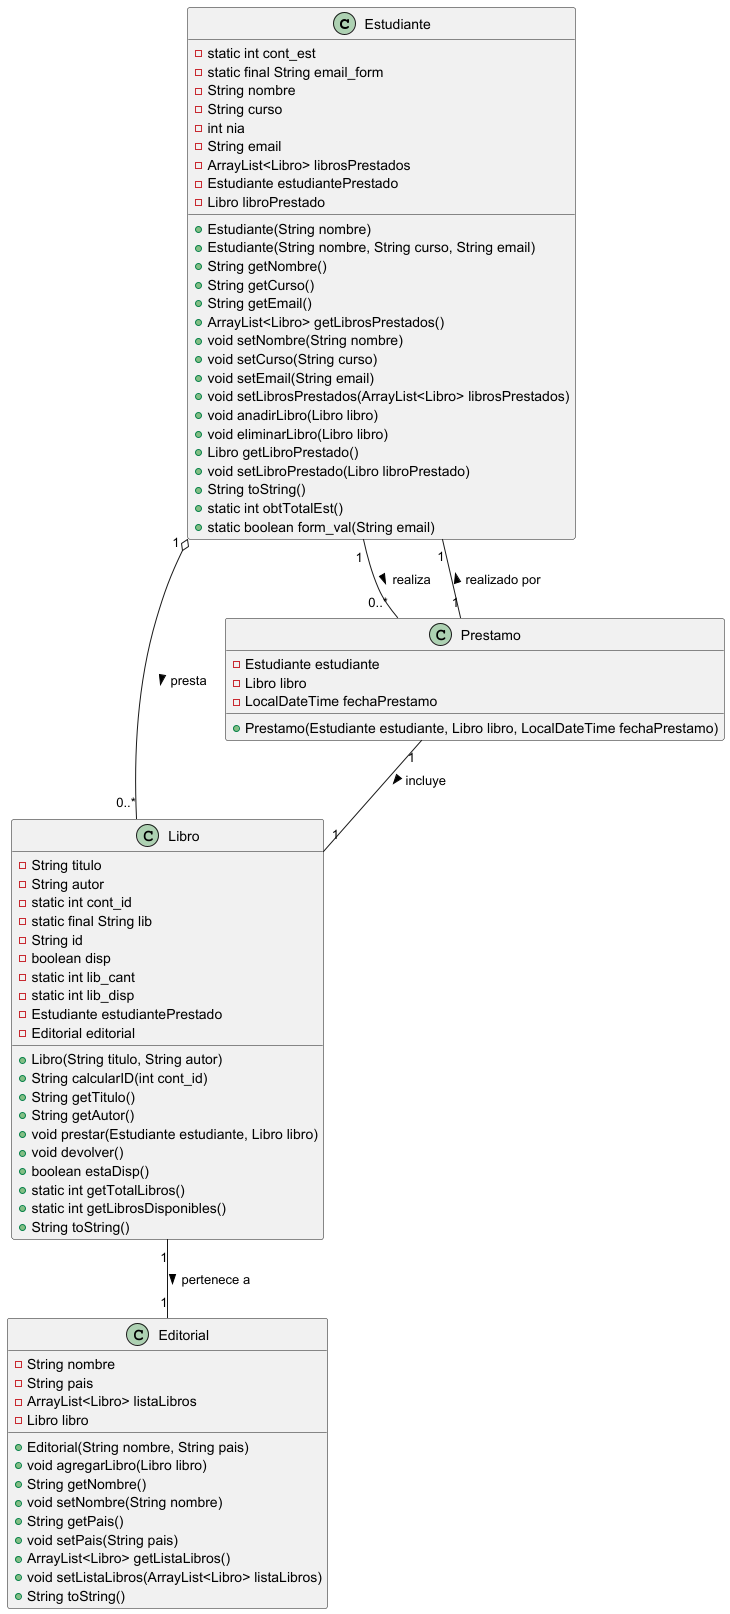 C Estudiante
static int cont_est
static final String email_form
String nombre
String curso
int nia
String email
ArrayList<Libro> librosPrestados
Estudiante estudiantePrestado
Libro libroPrestado
Estudiante(String nombre)
Estudiante(String nombre, String curso, String email)
String getNombre()
String getCurso()
String getEmail()
ArrayList<Libro> getLibrosPrestados()
void setNombre(String nombre)
void setCurso(String curso)
void setEmail(String email)
void setLibrosPrestados(ArrayList<Libro> librosPrestados)
void anadirLibro(Libro libro)
void eliminarLibro(Libro libro)
Libro getLibroPrestado()
void setLibroPrestado(Libro libroPrestado)
String toString()
static int obtTotalEst()
static boolean form_val(String email)
1
1
1
realiza
realizado por
0..*
1
C Prestamo
Estudiante estudiante
Libro libro
LocalDateTime fechaPrestamo
Prestamo(Estudiante estudiante, Libro libro, LocalDateTime fechaPrestamo)
presta
1
incluye
0..*
1
C Libro
String titulo
String autor
static int cont_id
static final String lib
String id
boolean disp
static int lib_cant
static int lib_disp
Estudiante estudiantePrestado
Editorial editorial
Libro(String titulo, String autor)
String calcularID(int cont_id)
String getTitulo()
String getAutor()
void prestar(Estudiante estudiante, Libro libro)
void devolver()
boolean estaDisp()
static int getTotalLibros()
static int getLibrosDisponibles()
String toString()
1
pertenece a
1
C Editorial
String nombre
String pais
ArrayList<Libro> listaLibros
Libro libro
Editorial(String nombre, String pais)
void agregarLibro(Libro libro)
String getNombre()
void setNombre(String nombre)
String getPais()
void setPais(String pais)
ArrayList<Libro> getListaLibros()
void setListaLibros(ArrayList<Libro> listaLibros)
String toString()